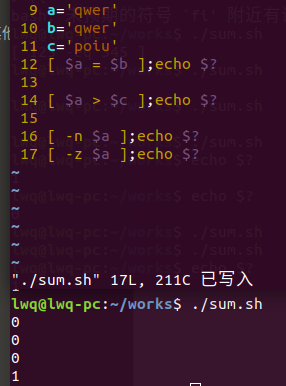 9 a='qwer'
10 b='qwer'
11 c='poiu'
12 [ $a = $b ];echo $?
13
14 [ $a > $c ];echo $?
15
16 [ -n $a ];echo $?
17 [ -z $a ];echo $?
~
~
~
~
~
~
"./sum.sh" 17L, 211C 已写入
lwq@lwq-pc:~/works$ ./sum.sh
0
0
0
1